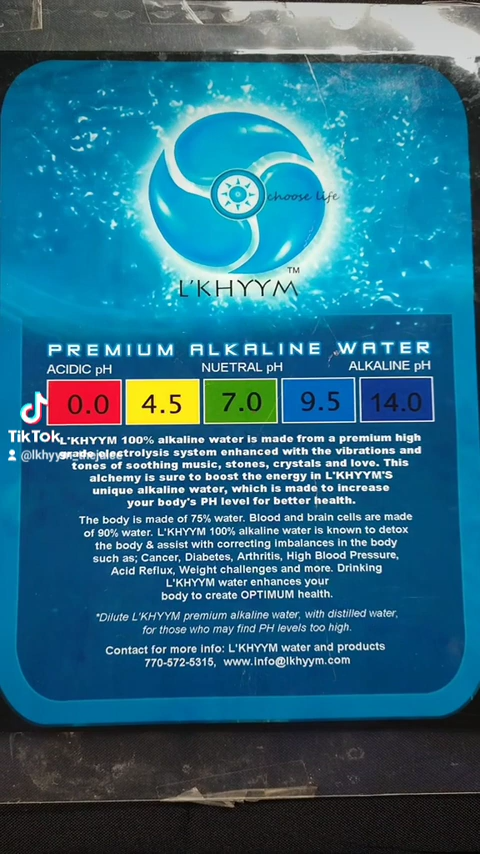 choose life
L'KHYYM™
PREMIUM ALKALINE WATER
ACIDIC pH NUETRAL pH ALKALINE pH
0.0 4.5 7.0 9.5 14.0
L'KHYYM 100% alkaline water is made from a premium high
grade electrolysis system enhanced with the vibrations and
tones of soothing music, stones, crystals and love. This
alchemy is sure to boost the energy in L'KHYYM'S
unique alkaline water, which is made to increase
your body's PH level for better health.
The body is made of 75% water. Blood and brain cells are made
of 90% water. L'KHYYM 100% alkaline water is known to detox
the body & assist with correcting imbalances in the body
such as; Cancer, Diabetes, Arthritis, High Blood Pressure,
Acid Reflux, Weight challenges and more. Drinking
L'KHYYM water enhances your
body to create OPTIMUM health.
*Dilute L'KHYYM premium alkaline water, with distilled water,
for those who may find PH levels too high.
Contact for more info: L'KHYYM water and products
770-572-5315, www.info@lkhyym.com
TikTok